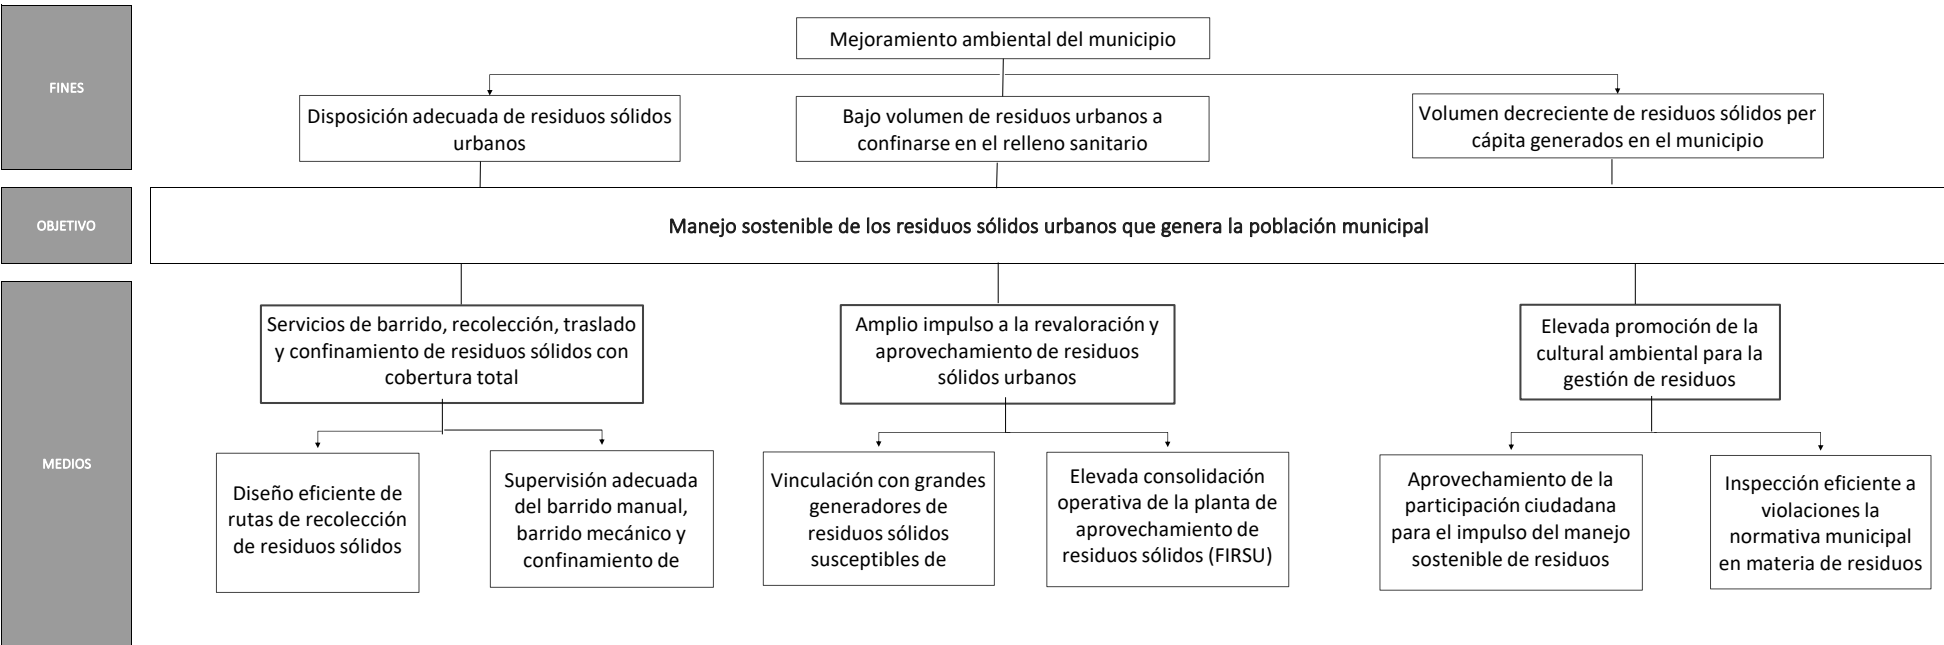 FINES
Mejoramiento ambiental del municipio
Disposición adecuada de residuos sólidos
urbanos
Bajo volumen de residuos urbanos a
confinarse en el relleno sanitario
Volumen decreciente de residuos sólidos per
cápita generados en el municipio
OBJETIVO
Manejo sostenible de los residuos sólidos urbanos que genera la población municipal
MEDIOS
Servicios de barrido, recolección, traslado
y confinamiento de residuos sólidos con
cobertura total
Amplio impulso a la revaloración y
aprovechamiento de residuos
sólidos urbanos
Elevada promoción de la
cultural ambiental para la
gestión de residuos
Diseño eficiente de
rutas de recolección
de residuos sólidos
Supervisión adecuada
del barrido manual,
barrido mecánico y
confinamiento de
Vinculación con grandes
generadores de
residuos sólidos
susceptibles de
Elevada consolidación
operativa de la planta de
aprovechamiento de
residuos sólidos (FIRSU)
Aprovechamiento de la
participación ciudadana
para el impulso del manejo
sostenible de residuos
Inspección eficiente a
violaciones la
normativa municipal
en materia de residuos